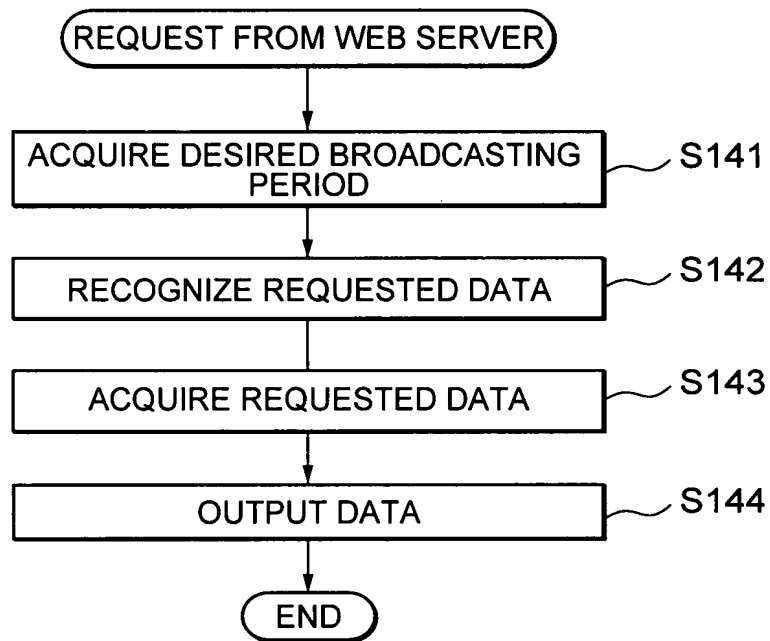 REQUEST FROM WEB SERVER
ACQUIRE DESIRED BROADCASTING
PERIOD
S141
RECOGNIZE REQUESTED DATA
S142
ACQUIRE REQUESTED DATA
S143
OUTPUT DATA
S144
END